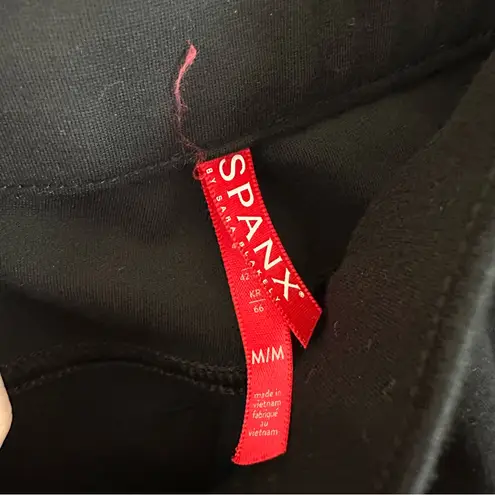 SPANX®
BY SARA BLAKELY
42
KR
66
M/M
made in
vietnam
fabriqué
au
vietnam